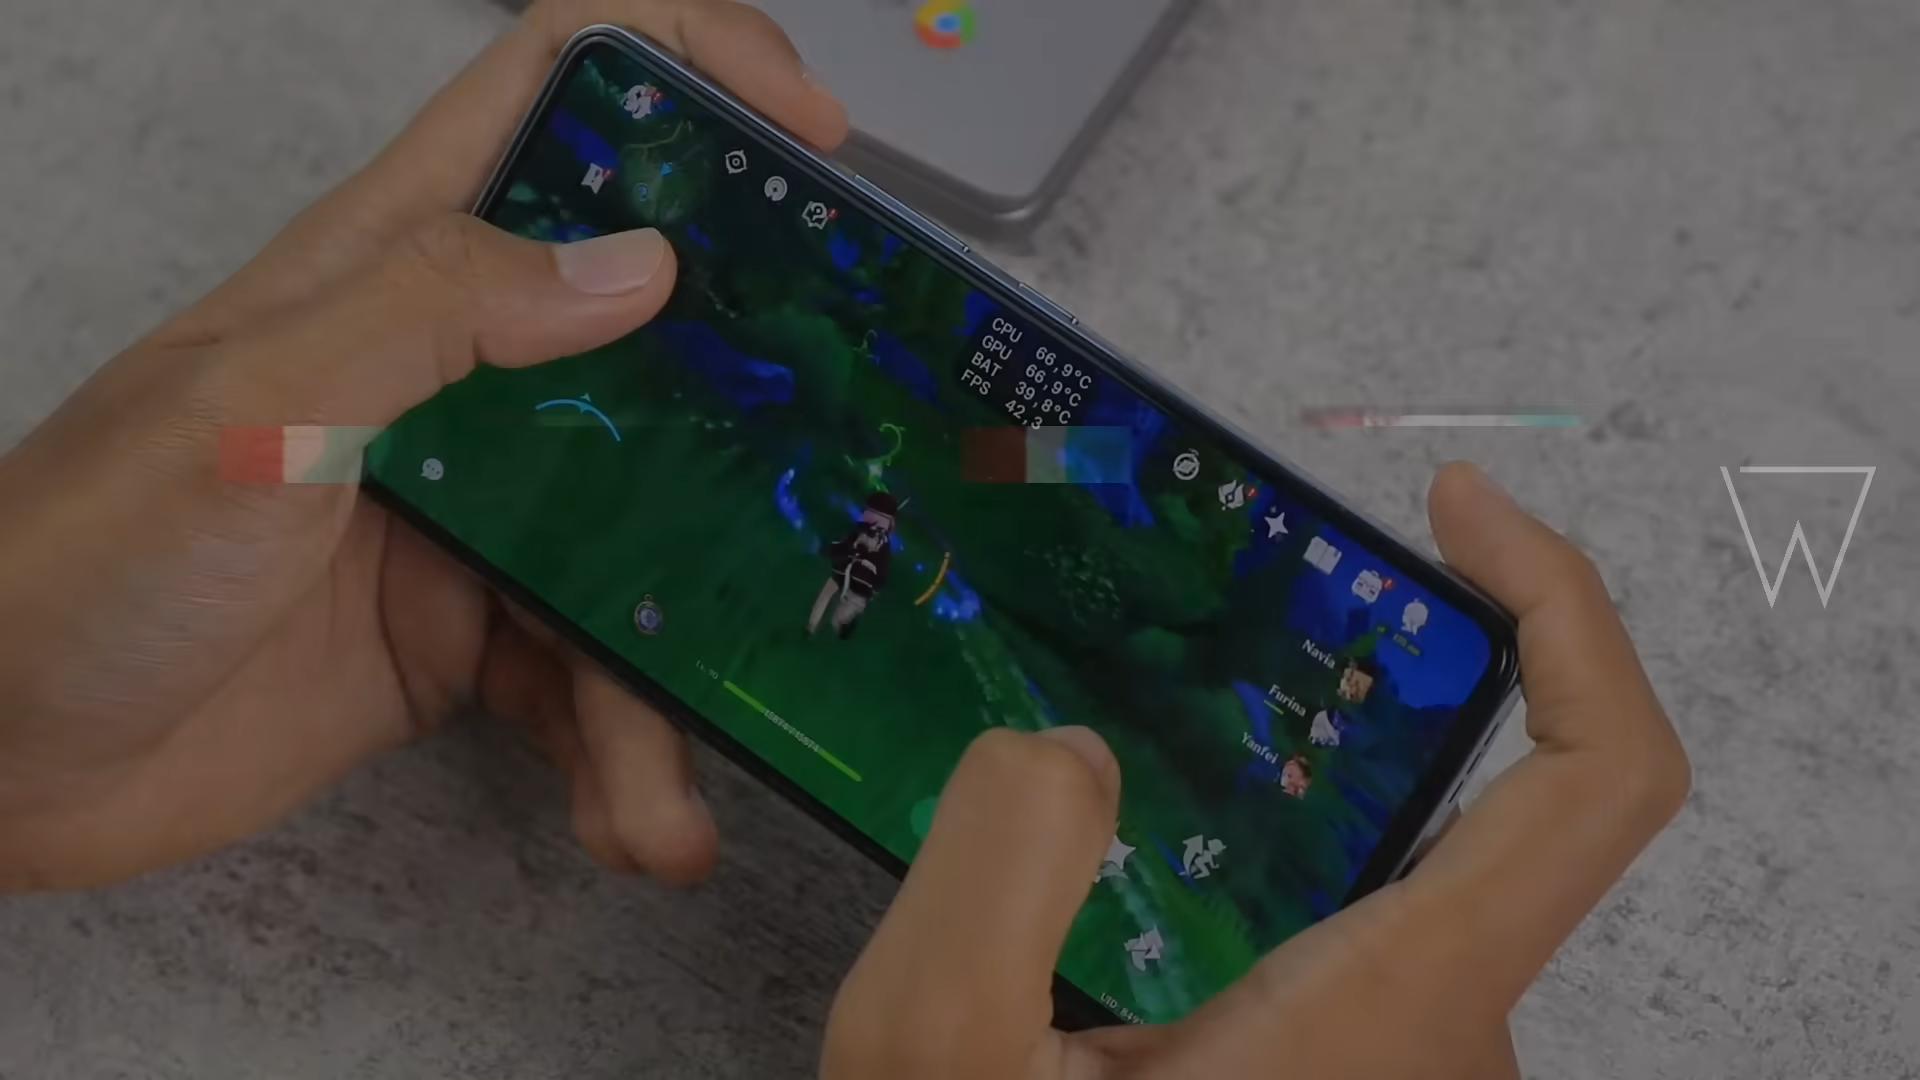 CPU 66,9°C
GPU 66,9°C
BAT 39,8°C
FPS 42,3
Navia
Furina
Yanfei
W